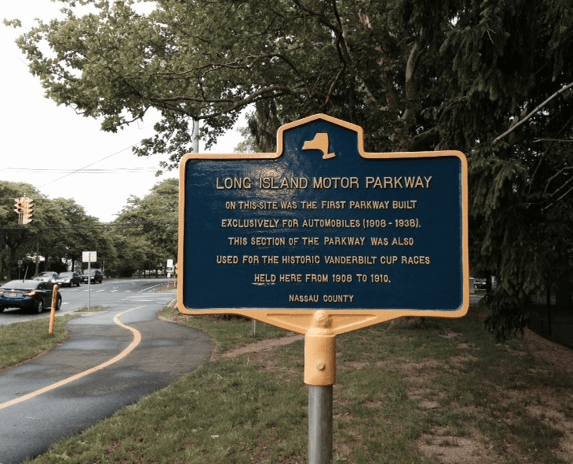 LONG ISLAND MOTOR PARKWAY
ON THIS SITE WAS THE FIRST PARKWAY BUILT
EXCLUSIVELY FOR AUTOMOBILES (1908 - 1938).
THIS SECTION OF THE PARKWAY WAS ALSO
USED FOR THE HISTORIC VANDERBILT CUP RACES
HELD HERE FROM 1908 TO 1910.
NASSAU COUNTY